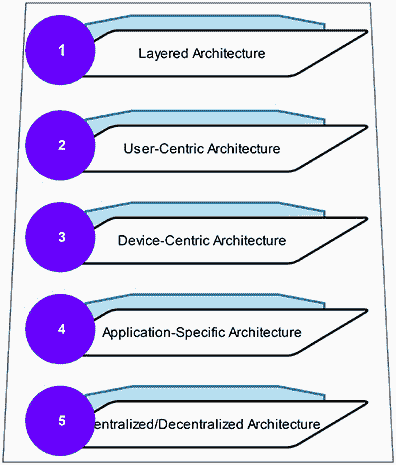 1
Layered Architecture
2
User-Centric Architecture
3
Device-Centric Architecture
4
Application-Specific Architecture
5
entralized/Decentralized Architecture